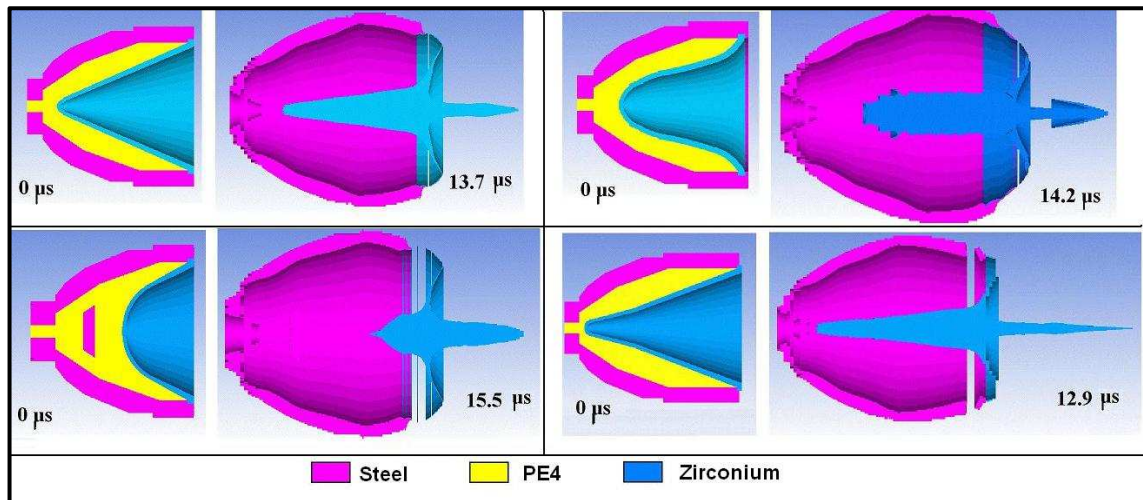 0 µs
13.7 µs
0 µs
14.2 µs
0 µs
15.5 µs
0 µs
12.9 µs
Steel PE4 Zirconium